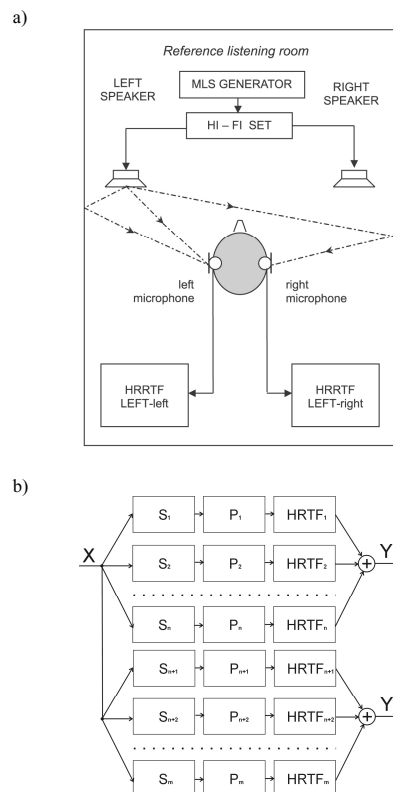 a)
Reference listening room
LEFT
SPEAKER
MLS GENERATOR
RIGHT
SPEAKER
HI – FI SET
left
microphone
right
microphone
HRRTF
LEFT-left
HRRTF
LEFT-right
b)
X
S₁ P₁ HRTF₁
S₂ P₂ HRTF₂
Y
Sₙ Pₙ HRTFₙ
Sₙ₊₁ Pₙ₊₁ HRTFₙ₊₁
Sₙ₊₂ Pₙ₊₂ HRTFₙ₊₂
Y
Sₘ Pₘ HRTFₘ